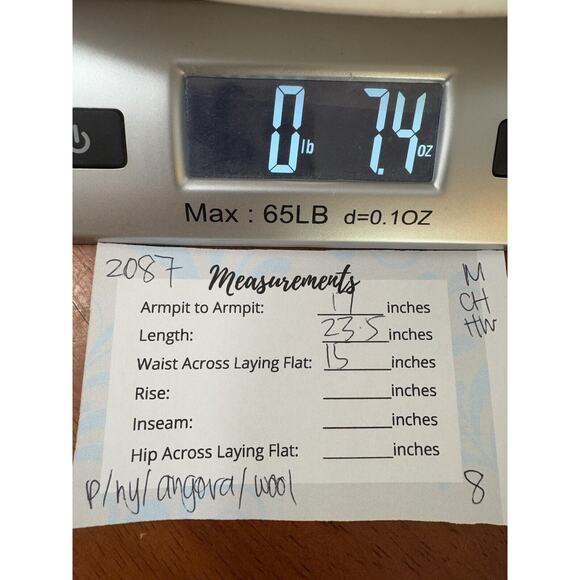 0 lb 7.4 oz
Max : 65LB d=0.1OZ
2087 Measurements M
CH
HW
Armpit to Armpit: inches
Length: 23.5 inches
Waist Across Laying Flat: 15 inches
Rise: inches
Inseam: inches
Hip Across Laying Flat: inches
p/ny/angora/wool 8